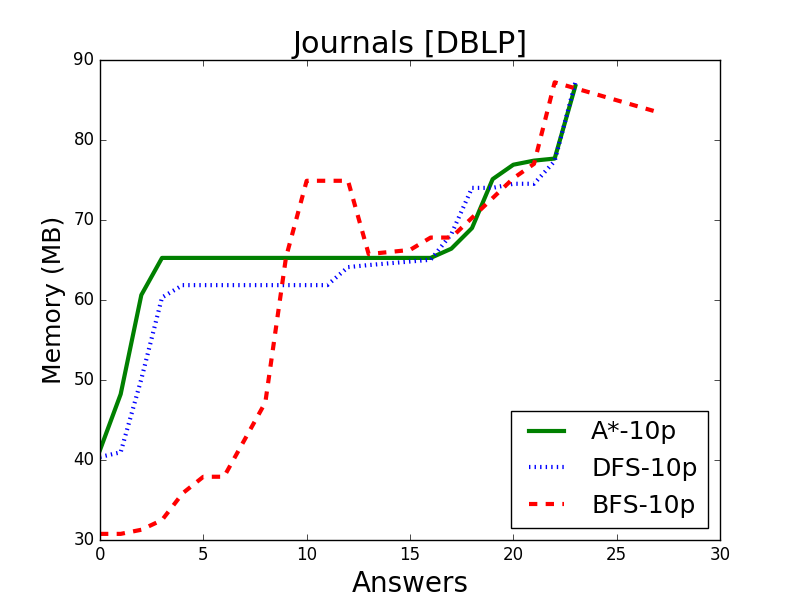 Journals [DBLP]
90
80
70
60
50
40
30
Memory (MB)
A*-10p
DFS-10p
BFS-10p
0 5 10 15 20 25 30
Answers